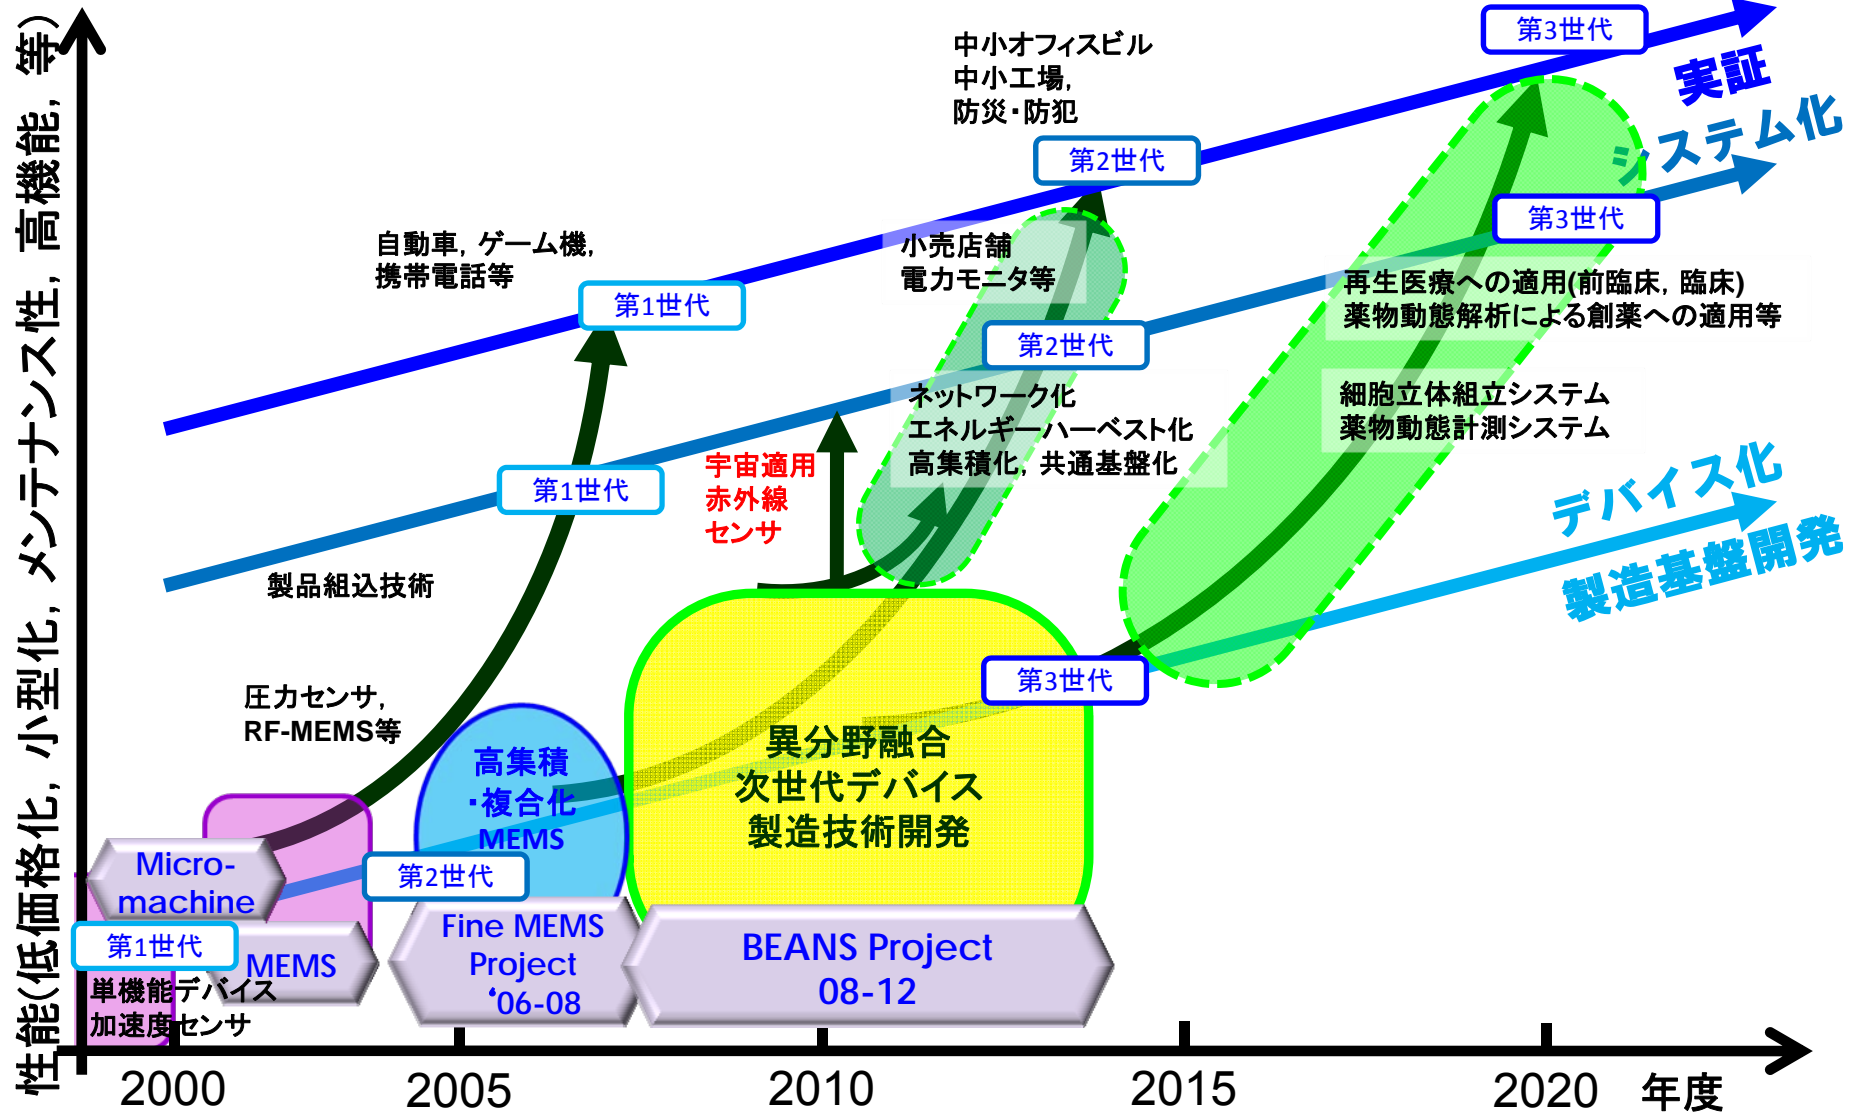 性能(低価格化, 小型化, メンテナンス性, 高機能, 等)
第3世代
実証
中小オフィスビル
中小工場,
防災・防犯
システム化
第2世代
第3世代
自動車, ゲーム機,
携帯電話等
小売店舗
電力モニタ等
第1世代
再生医療への適用(前臨床, 臨床)
薬物動態解析による創薬への適用等
第2世代
ネットワーク化
エネルギーハーベスト化
高集積化, 共通基盤化
細胞立体組立システム
薬物動態計測システム
宇宙適用
赤外線
センサ
第1世代
デバイス化
製造基盤開発
製品組込技術
第3世代
圧力センサ,
RF-MEMS等
高集積
・複合化
MEMS
異分野融合
次世代デバイス
製造技術開発
Micro-
machine
第2世代
第1世代
MEMS
Fine MEMS
Project
‘06-08
BEANS Project
08-12
単機能デバイス
加速度センサ
2000
2005
2010
2015
2020
年度